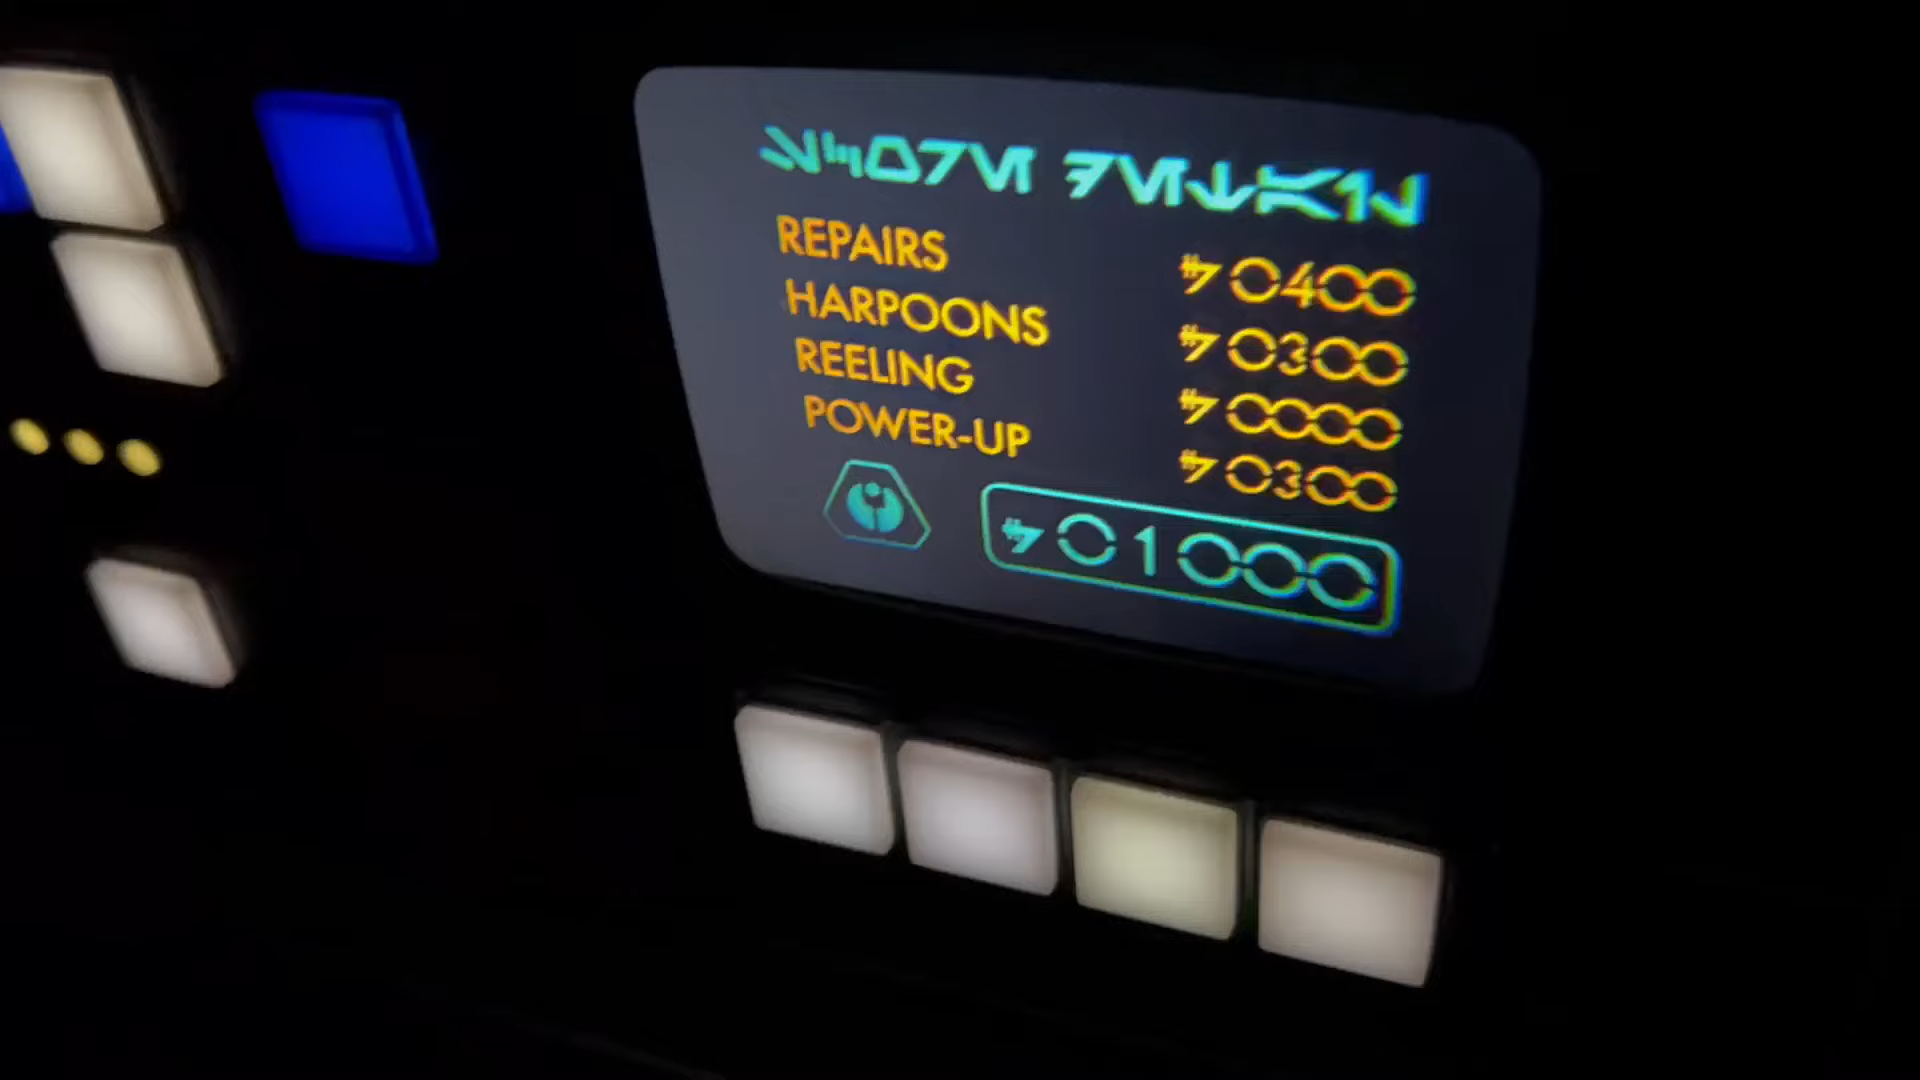 REPAIRS 0400
HARPOONS 0300
REELING 0000
POWER-UP 0300
01000